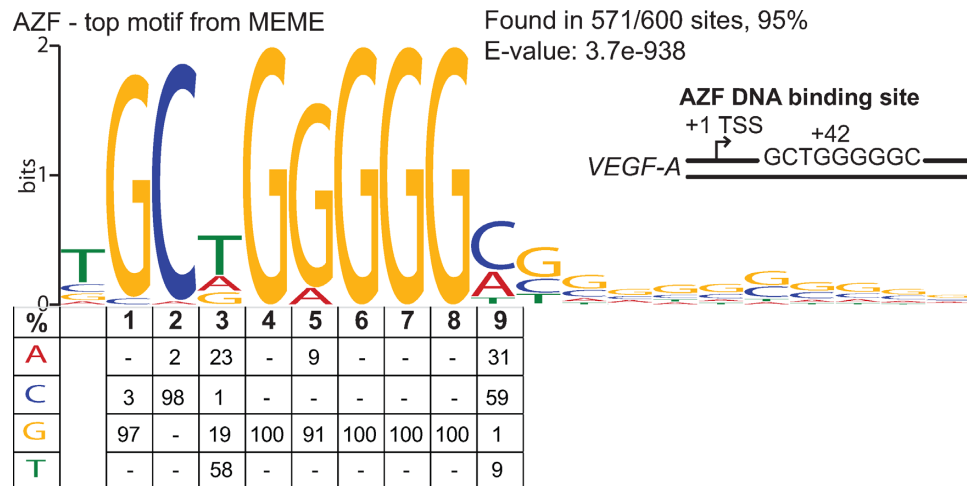 AZF - top motif from MEME
Found in 571/600 sites, 95%
E-value: 3.7e-938
AZF DNA binding site
+1 TSS
+42
VEGF-A
GCTGGGGGC
2
1
0
bits
T C G A
G C
C A
T A G
G
G A
G
G
G
C A T
G C T
% 1 2 3 4 5 6 7 8 9
A - 2 23 - 9 - - - 31
C 3 98 1 - - - - - 59
G 97 - 19 100 91 100 100 100 1
T - - 58 - - - - - 9